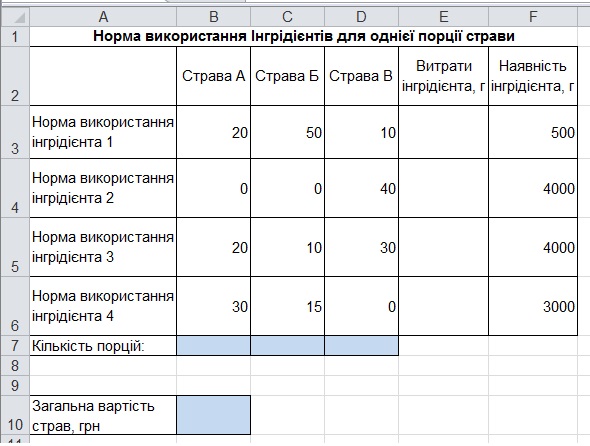 A B C D E F
1 Норма використання Інгрідієнтів для однієї порції страви
2 Страва А Страва Б Страва В Витрати інгрідієнта, г Наявність інгрідієнта, г
3 Норма використання інгрідієнта 1 20 50 10 500
4 Норма використання інгрідієнта 2 0 0 40 4000
5 Норма використання інгрідієнта 3 20 10 30 4000
6 Норма використання інгрідієнта 4 30 15 0 3000
7 Кількість порцій:
8
9
10 Загальна вартість страв, грн